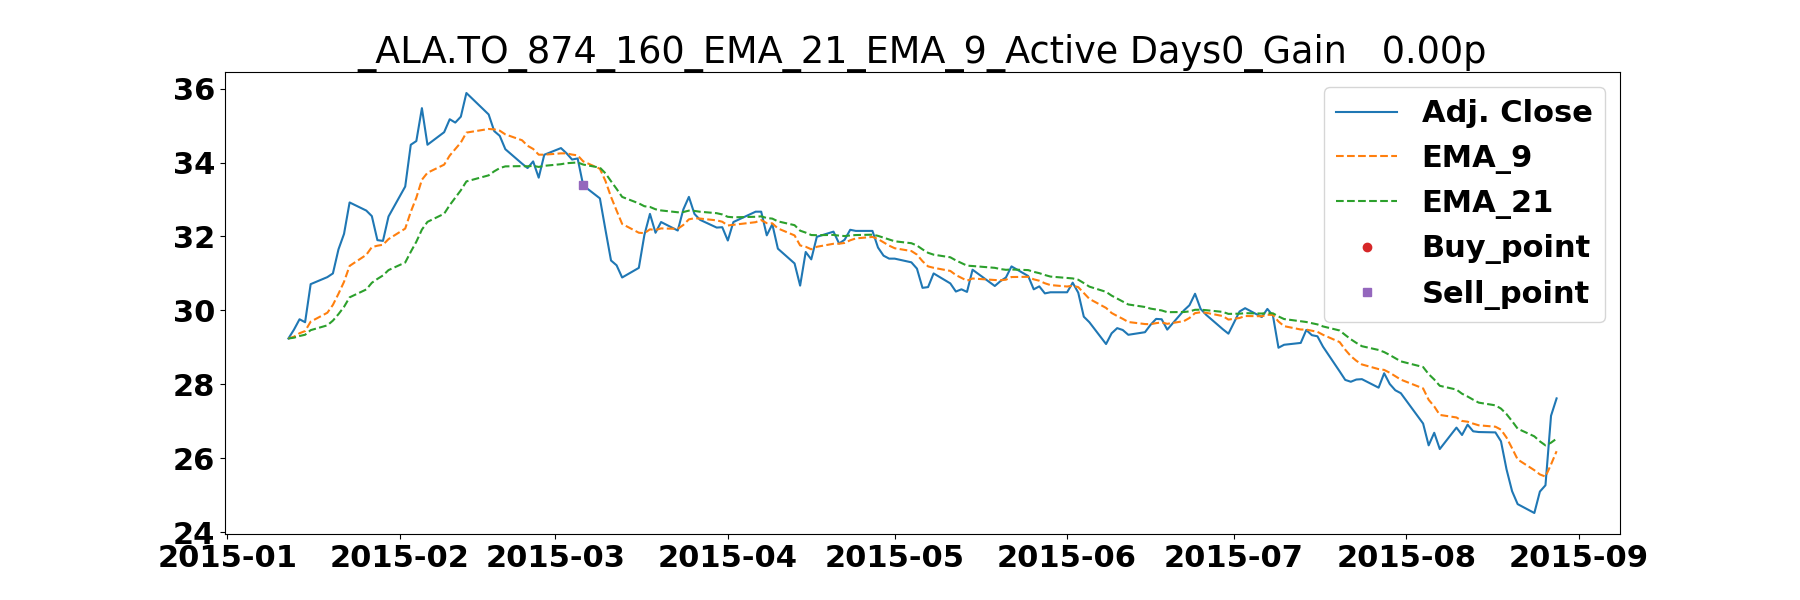 _ALA.TO_874_160_EMA_21_EMA_9_Active Days0_Gain   0.00p
36
34
32
30
28
26
24
Adj. Close
EMA_9
EMA_21
Buy_point
Sell_point
2015-01 2015-02 2015-03 2015-04 2015-05 2015-06 2015-07 2015-08 2015-09